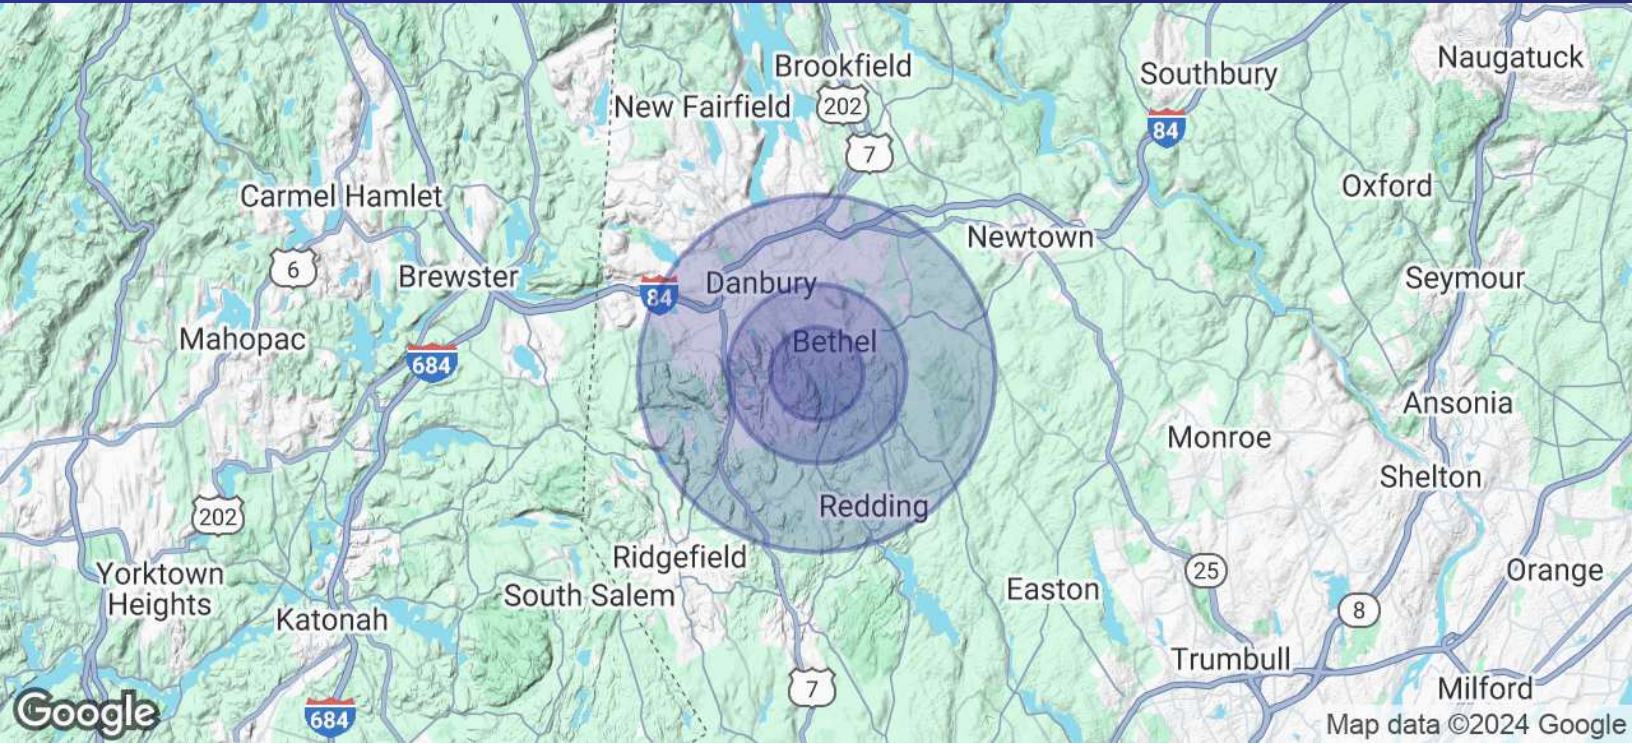 Naugatuck
Brookfield
Southbury
New Fairfield
202
84
7
Oxford
Carmel Hamlet
Newtown
6
Brewster
Danbury
Seymour
84
Mahopac
Bethel
684
Ansonia
Monroe
Shelton
202
Redding
Ridgefield
25
Orange
Yorktown
Heights
South Salem
Easton
8
Katonah
Trumbull
7
Milford
684
Google
Map data ©2024 Google